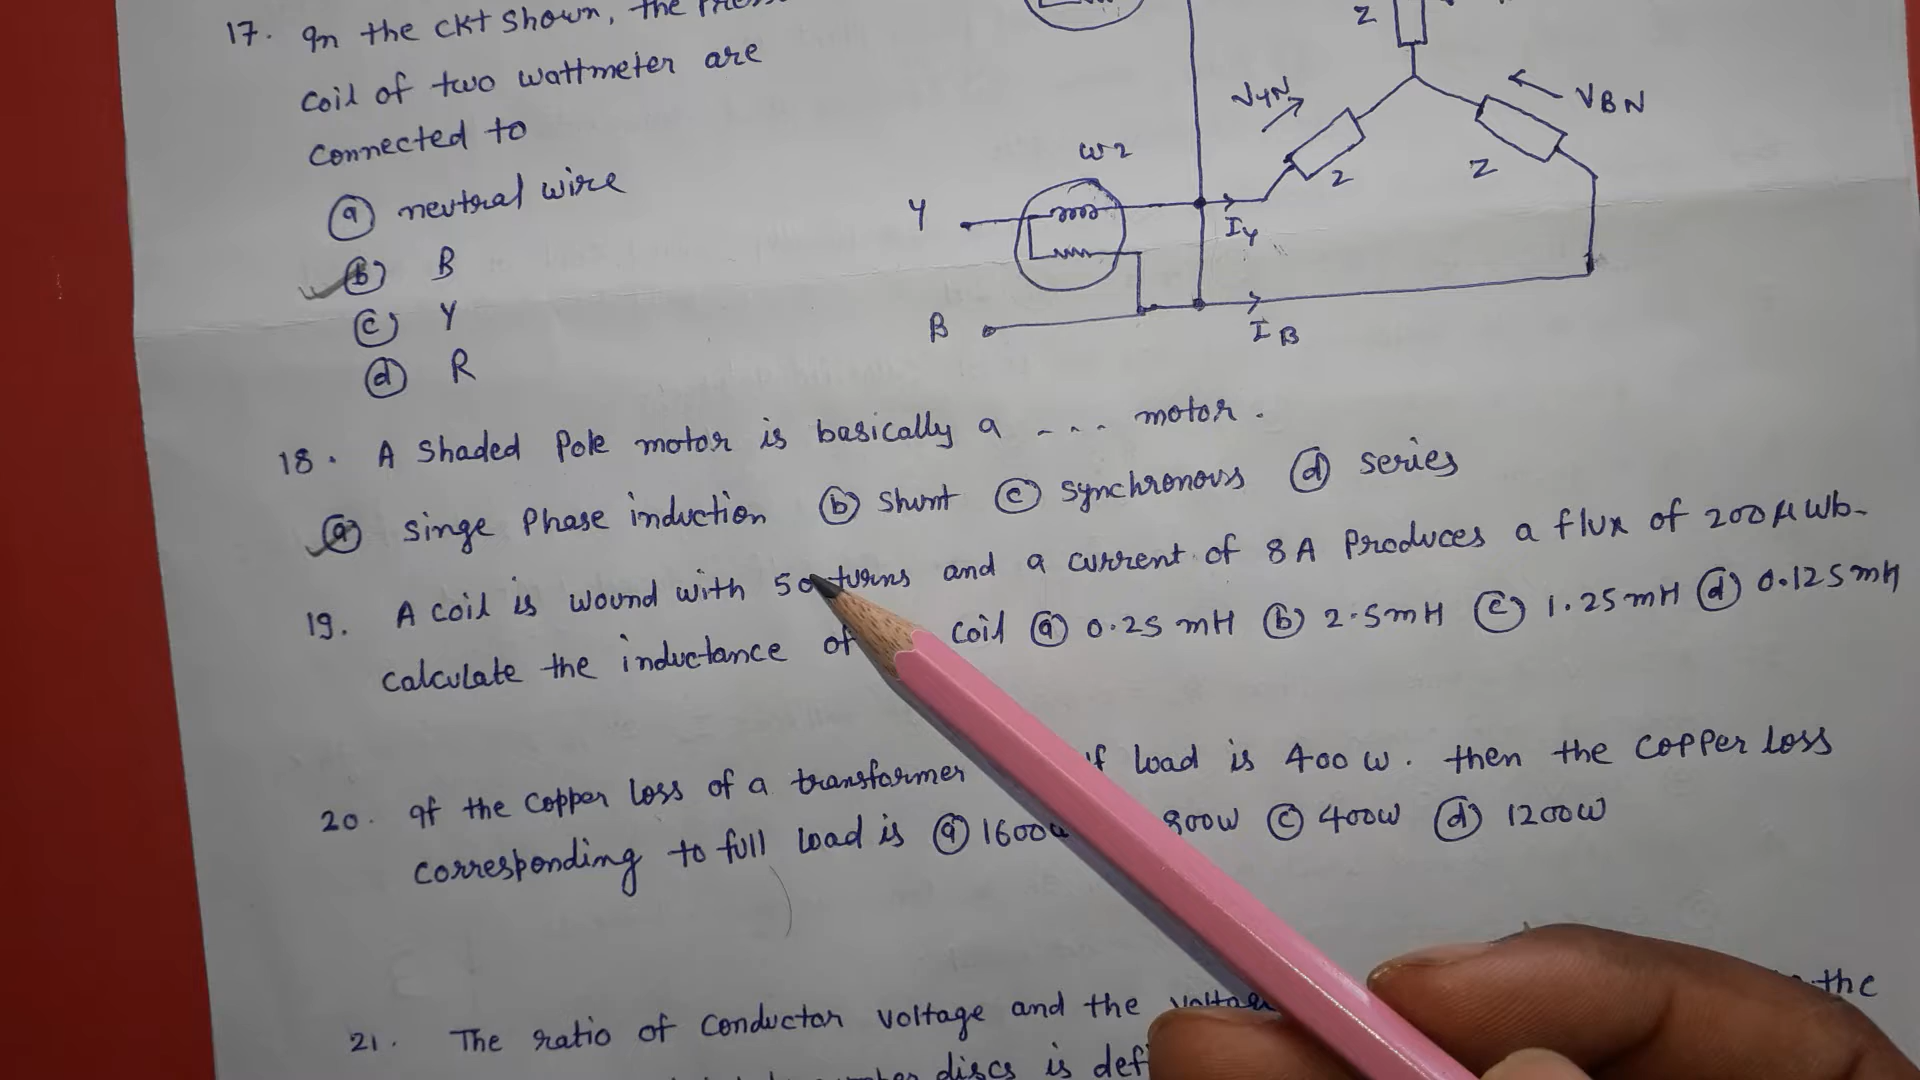 17. In the ckt shown, the
coil of two wattmeter are
connected to
(a) neutral wire
(b) B
(c) Y
(d) R
Z
VYN
VBN
W2
Z
Z
Y
IY
B
IB
18. A shaded Pole motor is basically a - - - motor.
(a) singe Phase induction (b) shunt (c) synchronous (d) series
19. A coil is wound with 50 turns and a current of 8 A Produces a flux of 200 μWb.
calculate the inductance of coil (a) 0.25 mH (b) 2.5mH (c) 1.25mH (d) 0.125mH
20. If the copper loss of a transformer load is 400 W. then the copper loss
corresponding to full load is (a) 1600 800W (c) 400W (d) 1200W
21. The ratio of conductor voltage and the the
discs is